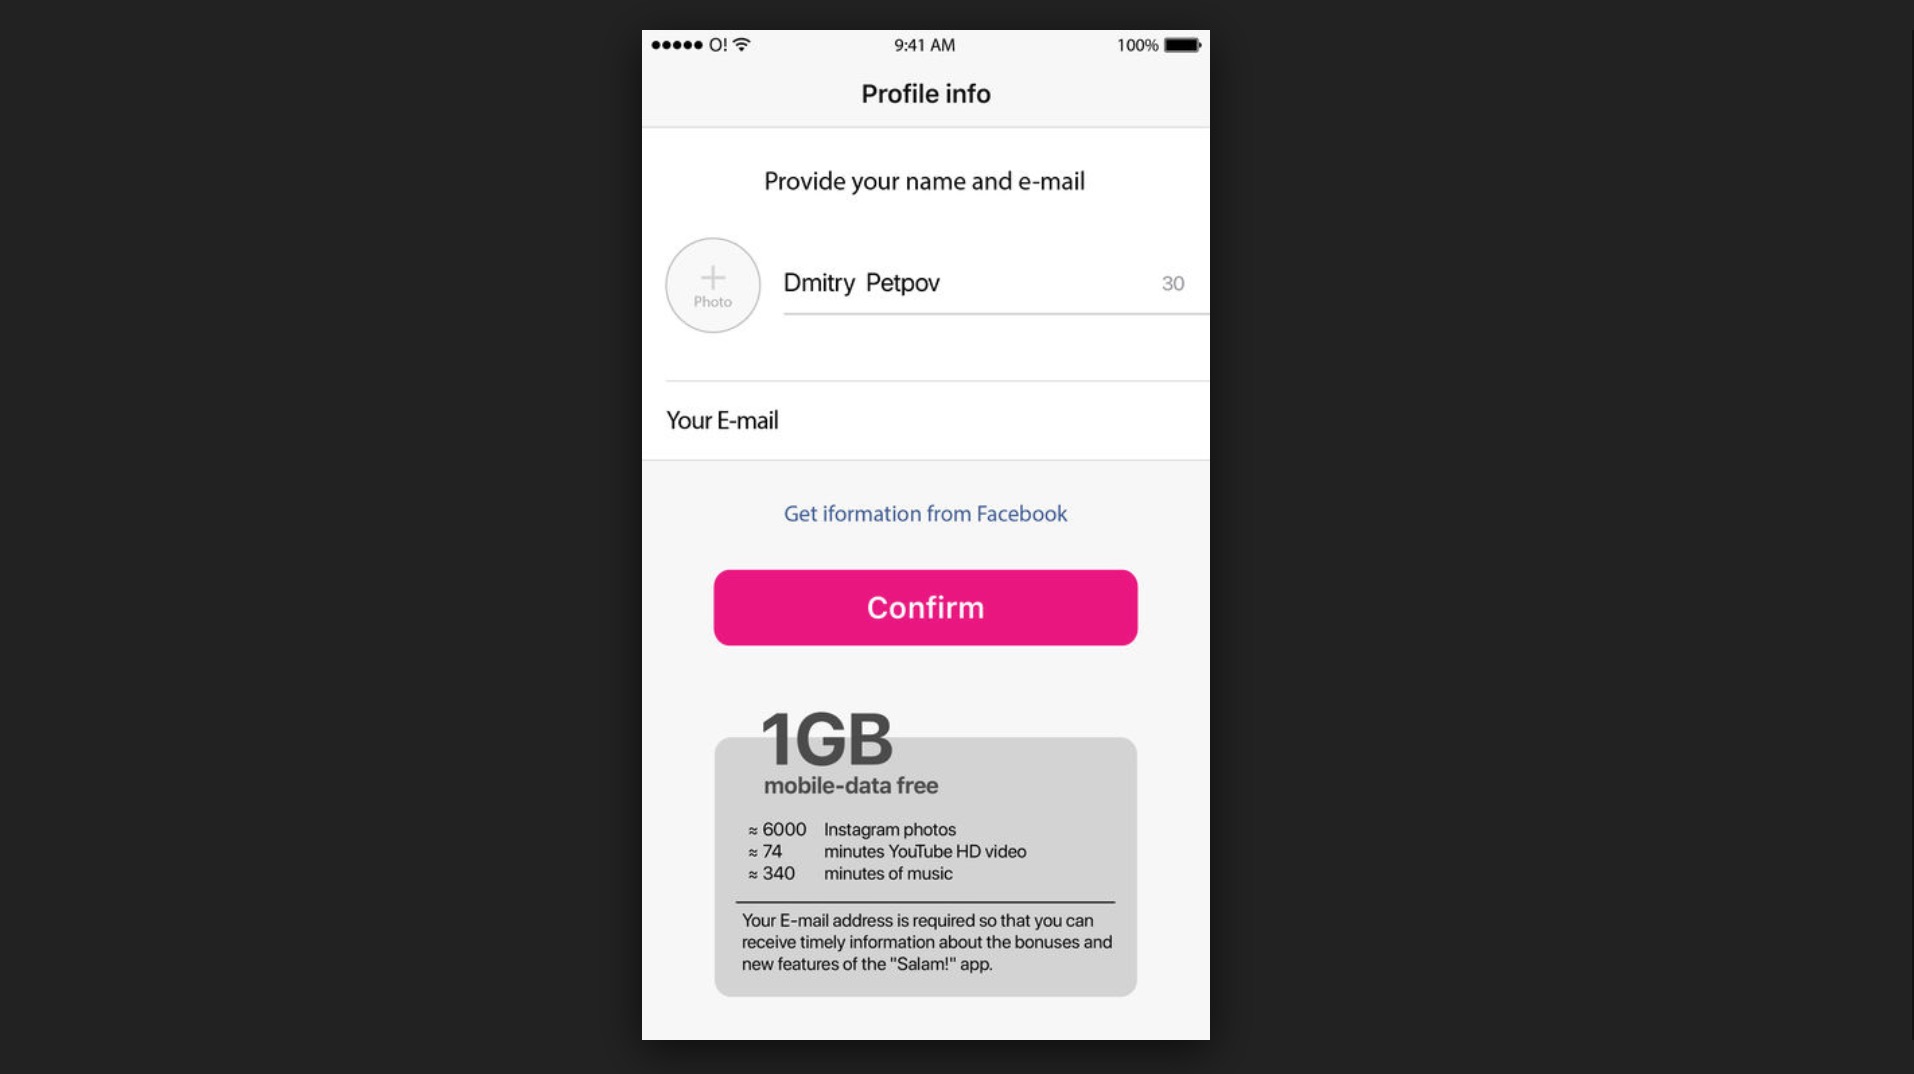 O! 9:41 AM 100%
Profile info
Provide your name and e-mail
Photo
Dmitry Petpov 30
Your E-mail
Get iformation from Facebook
Confirm
1GB
mobile-data free
≈ 6000 Instagram photos
≈ 74 minutes YouTube HD video
≈ 340 minutes of music
Your E-mail address is required so that you can
receive timely information about the bonuses and
new features of the "Salam!" app.